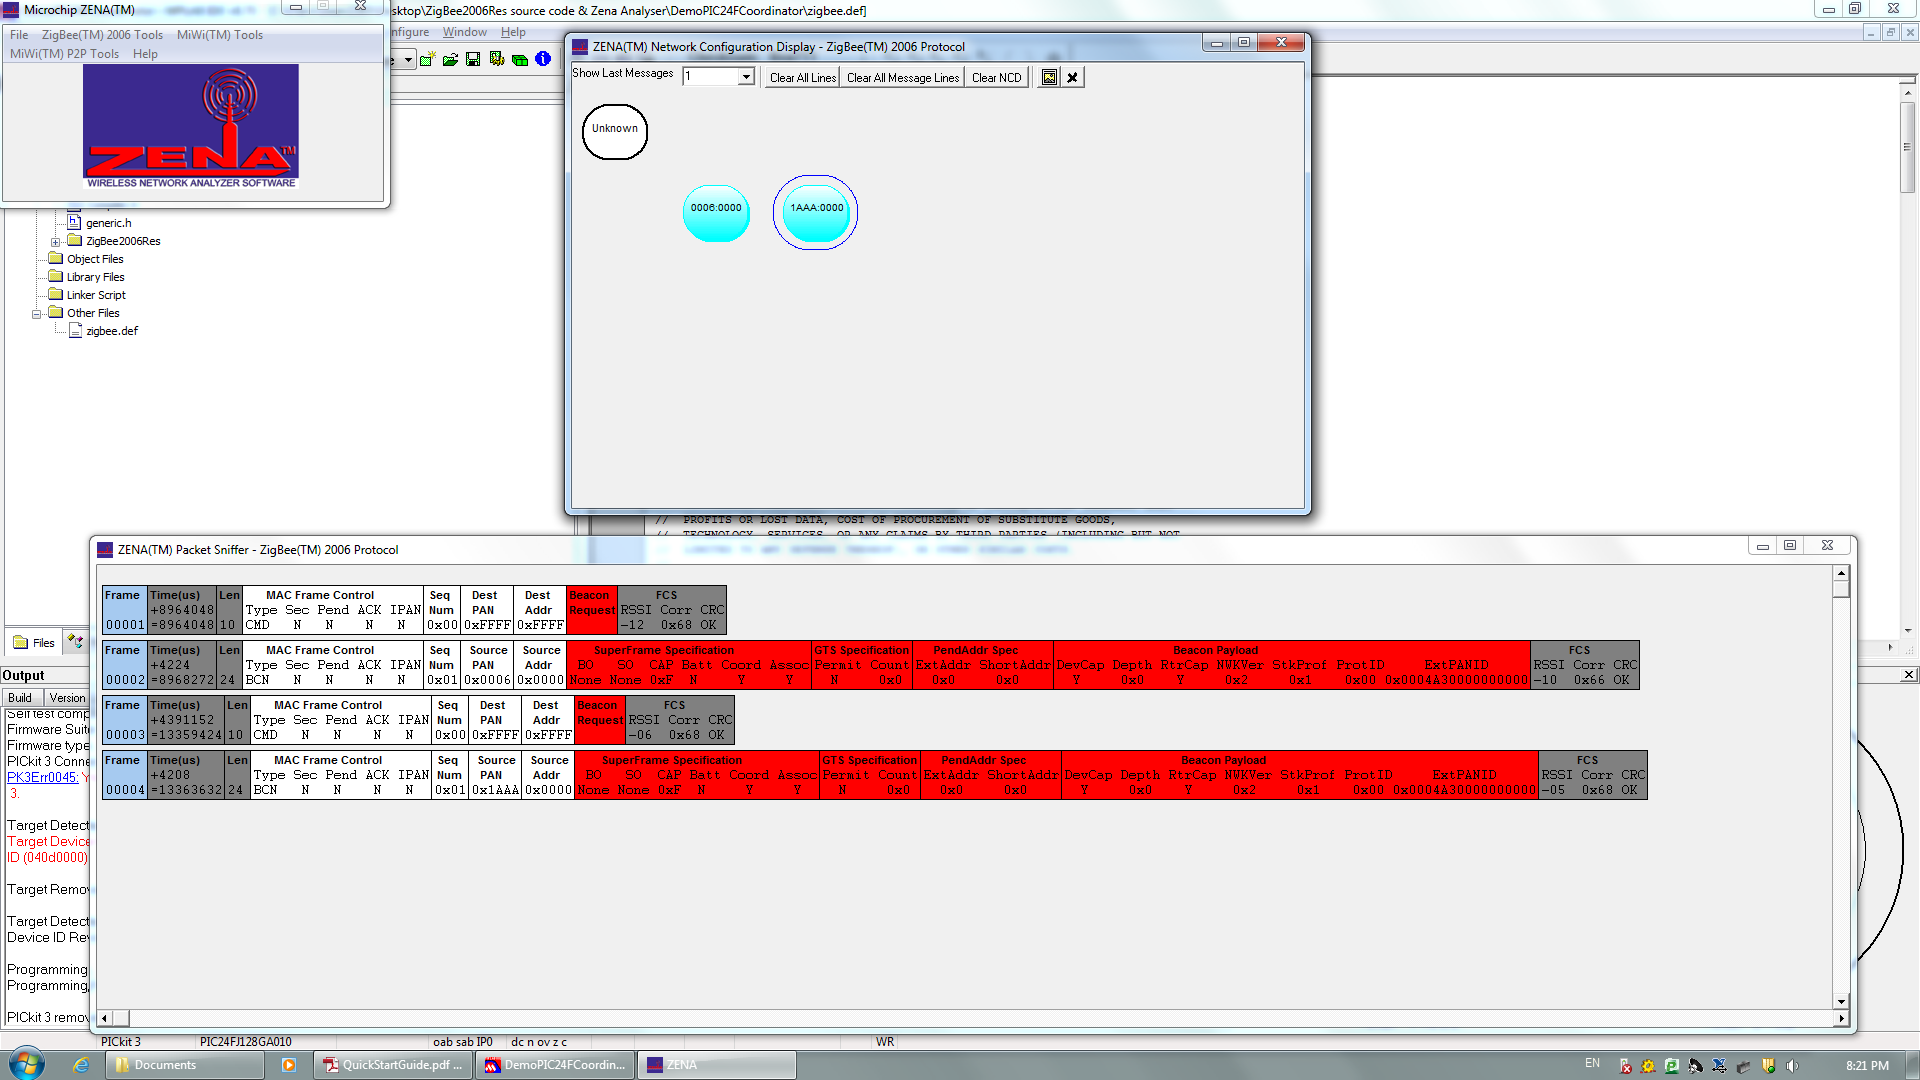 Microchip ZENA(TM)
sktop\ZigBee2006Res source code & Zena Analyser\DemoPIC24FCoordinator\zigbee.def]
File ZigBee(TM) 2006 Tools MiWi(TM) Tools
MiWi(TM) P2P Tools Help
nfigure Window Help
ZENA TM
WIRELESS NETWORK ANALYZER SOFTWARE
generic.h
ZigBee2006Res
Object Files
Library Files
Linker Script
Other Files
zigbee.def
Files
ZENA(TM) Network Configuration Display - ZigBee(TM) 2006 Protocol
Show Last Messages 1 Clear All Lines Clear All Message Lines Clear NCD
Unknown
0006:0000 1AAA:0000
// PROFITS OR LOST DATA, COST OF PROCUREMENT OF SUBSTITUTE GOODS,
// TECHNOLOGY, SERVICES, OR ANY CLAIMS BY THIRD PARTIES (INCLUDING BUT NOT
ZENA(TM) Packet Sniffer - ZigBee(TM) 2006 Protocol
Frame Time(us) Len MAC Frame Control Seq Dest Dest Beacon FCS
+8964048 Type Sec Pend ACK IPAN Num PAN Addr Request RSSI Corr CRC
00001 =8964048 10 CMD N N N N 0x00 0xFFFF 0xFFFF -12 0x68 OK
Frame Time(us) Len MAC Frame Control Seq Source Source SuperFrame Specification GTS Specification PendAddr Spec Beacon Payload FCS
+4224 Type Sec Pend ACK IPAN Num PAN Addr BO SO CAP Batt Coord Assoc Permit Count ExtAddr ShortAddr DevCap Depth RtrCap NWKVer StkProf ProtID ExtPANID RSSI Corr CRC
00002 =8968272 24 BCN N N N N 0x01 0x0006 0x0000 None None 0xF N Y Y N 0x0 0x0 0x0 Y 0x0 Y 0x2 0x1 0x00 0x0004A30000000000 -10 0x66 OK
Frame Time(us) Len MAC Frame Control Seq Dest Dest Beacon FCS
+4391152 Type Sec Pend ACK IPAN Num PAN Addr Request RSSI Corr CRC
00003 =13359424 10 CMD N N N N 0x00 0xFFFF 0xFFFF -06 0x68 OK
Frame Time(us) Len MAC Frame Control Seq Source Source SuperFrame Specification GTS Specification PendAddr Spec Beacon Payload FCS
+4208 Type Sec Pend ACK IPAN Num PAN Addr BO SO CAP Batt Coord Assoc Permit Count ExtAddr ShortAddr DevCap Depth RtrCap NWKVer StkProf ProtID ExtPANID RSSI Corr CRC
00004 =13363632 24 BCN N N N N 0x01 0x1AAA 0x0000 None None 0xF N Y Y N 0x0 0x0 0x0 Y 0x0 Y 0x2 0x1 0x00 0x0004A30000000000 -05 0x68 OK
Output
Build Version
Self test comp
Firmware Suit
Firmware type
PICkit 3 Conne
PK3Err0045: Y
3.
Target Detect
Target Device
ID (040d0000)
Target Remov
Target Detect
Device ID Rev
Programming
Programming
PICkit 3 remov
PICkit 3 PIC24FJ128GA010 oab sab IP0 dc n ov z c WR
Documents QuickStartGuide.pdf ... DemoPIC24FCoordin... ZENA EN 8:21 PM